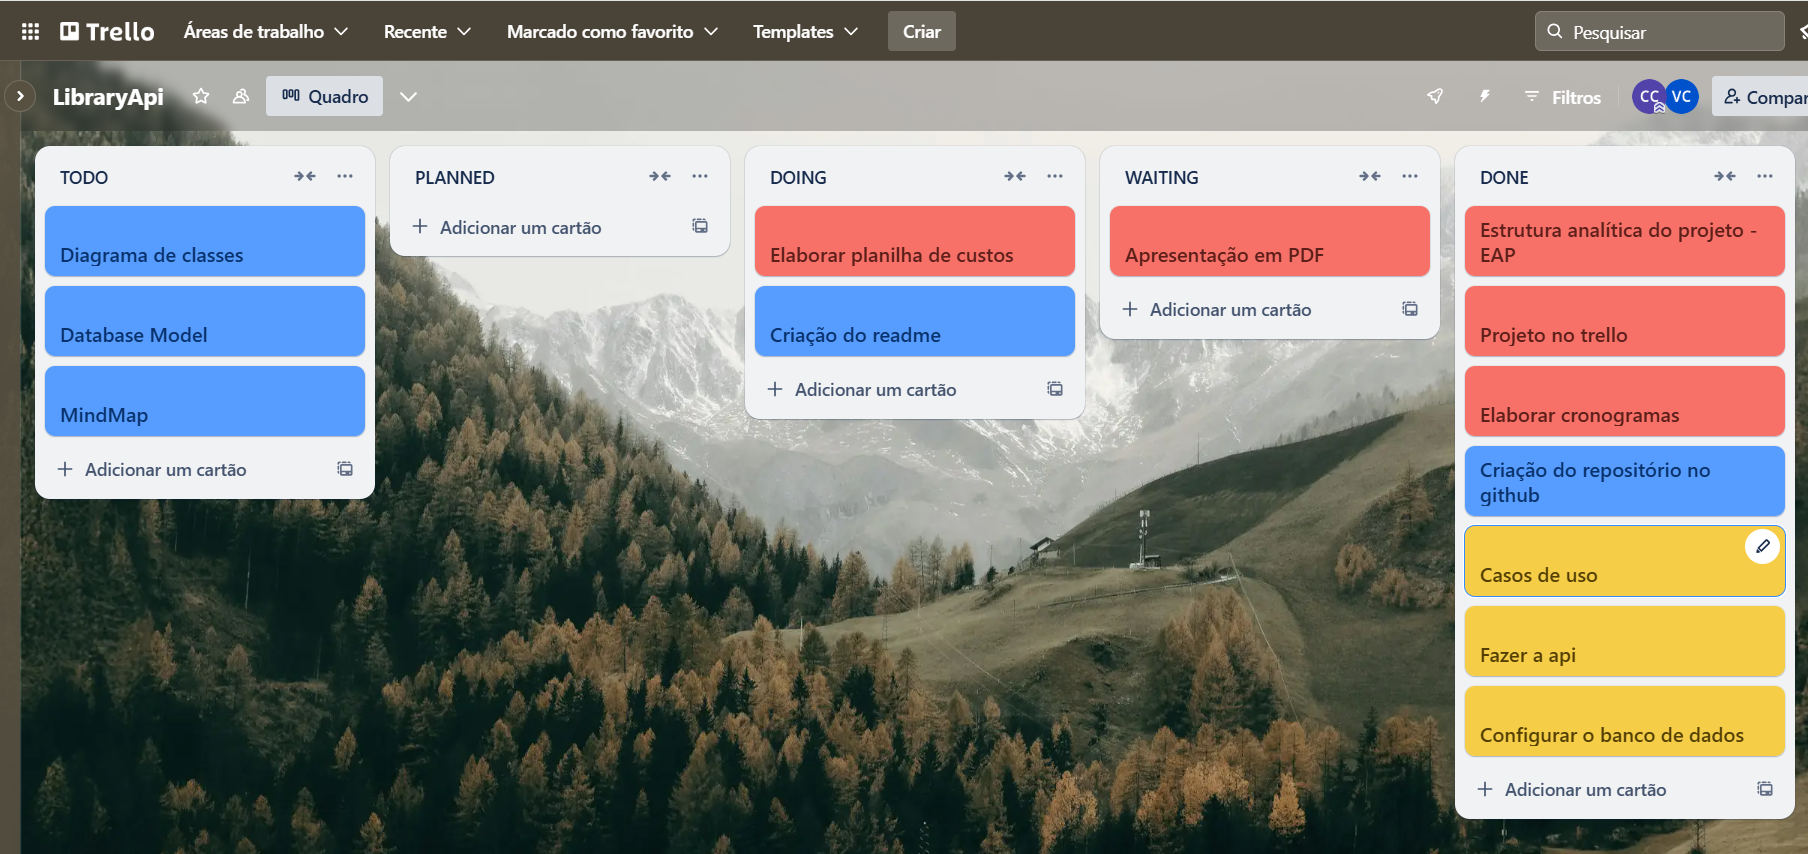 Trello
Áreas de trabalho
Recente
Marcado como favorito
Templates
Criar
Pesquisar
LibraryApi
Quadro
Filtros
CC
VC
Compar
TODO
Diagrama de classes
Database Model
MindMap
Adicionar um cartão
PLANNED
Adicionar um cartão
DOING
Elaborar planilha de custos
Criação do readme
Adicionar um cartão
WAITING
Apresentação em PDF
Adicionar um cartão
DONE
Estrutura analítica do projeto -
EAP
Projeto no trello
Elaborar cronogramas
Criação do repositório no
github
Casos de uso
Fazer a api
Configurar o banco de dados
Adicionar um cartão